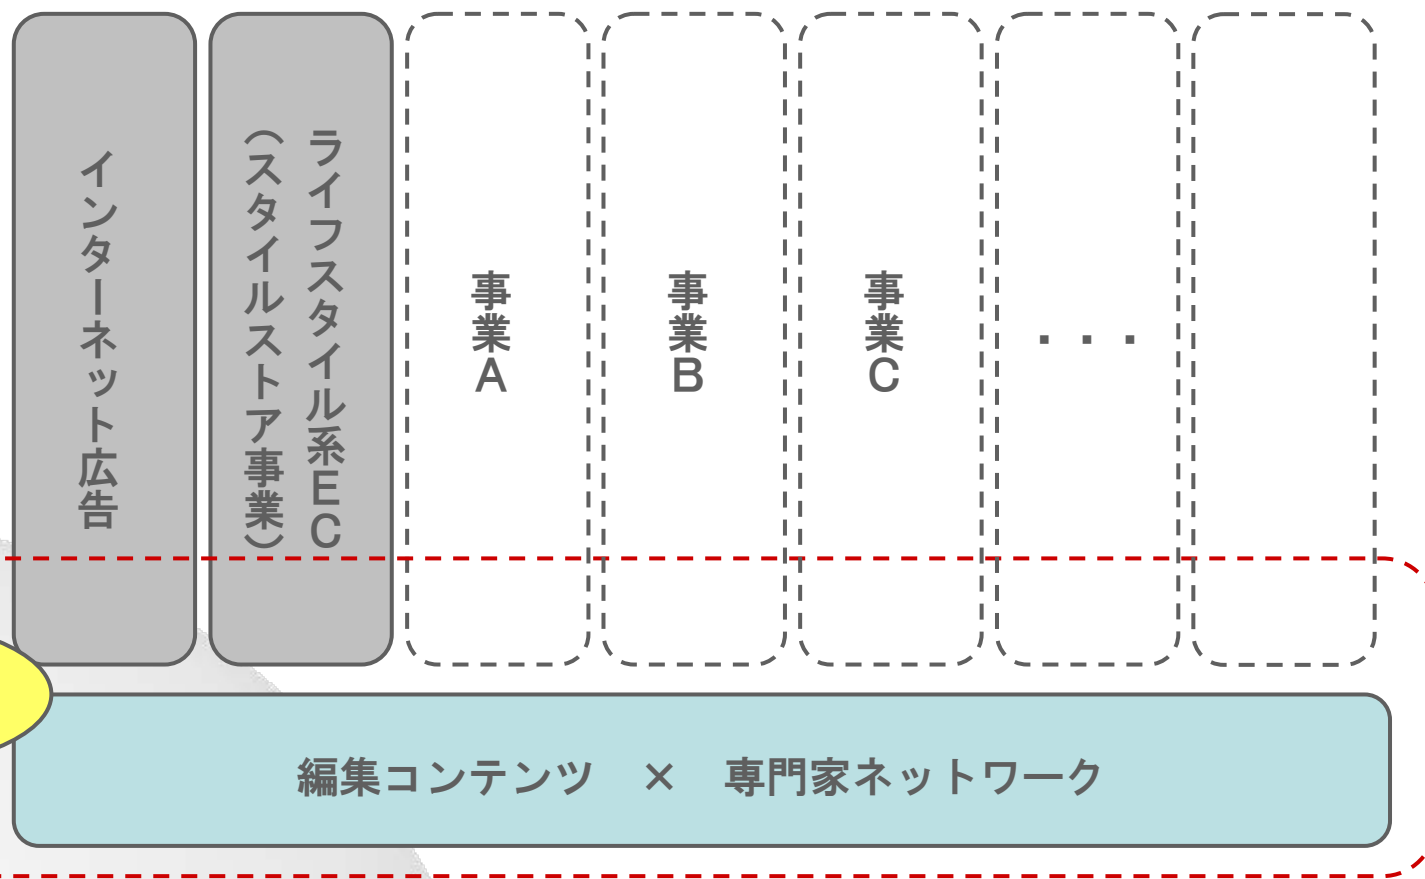 インターネット広告
ライフスタイル系EC
(スタイルストア事業)
事業A
事業B
事業C
・・・
編集コンテンツ　×　専門家ネットワーク